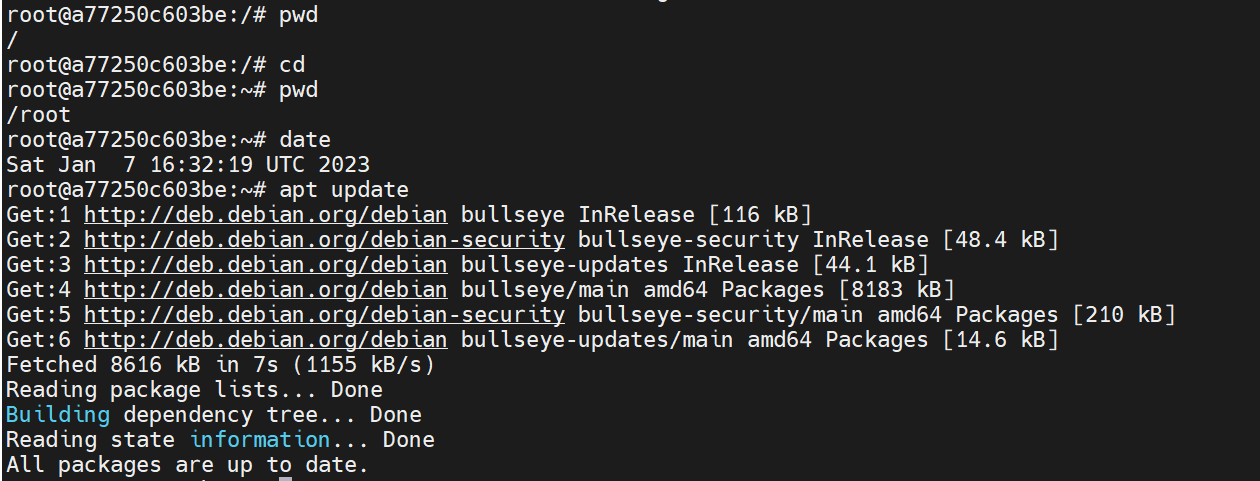 root@a77250c603be:/# pwd
/
root@a77250c603be:/# cd
root@a77250c603be:~# pwd
/root
root@a77250c603be:~# date
Sat Jan  7 16:32:19 UTC 2023
root@a77250c603be:~# apt update
Get:1 http://deb.debian.org/debian bullseye InRelease [116 kB]
Get:2 http://deb.debian.org/debian-security bullseye-security InRelease [48.4 kB]
Get:3 http://deb.debian.org/debian bullseye-updates InRelease [44.1 kB]
Get:4 http://deb.debian.org/debian bullseye/main amd64 Packages [8183 kB]
Get:5 http://deb.debian.org/debian-security bullseye-security/main amd64 Packages [210 kB]
Get:6 http://deb.debian.org/debian bullseye-updates/main amd64 Packages [14.6 kB]
Fetched 8616 kB in 7s (1155 kB/s)
Reading package lists... Done
Building dependency tree... Done
Reading state information... Done
All packages are up to date.